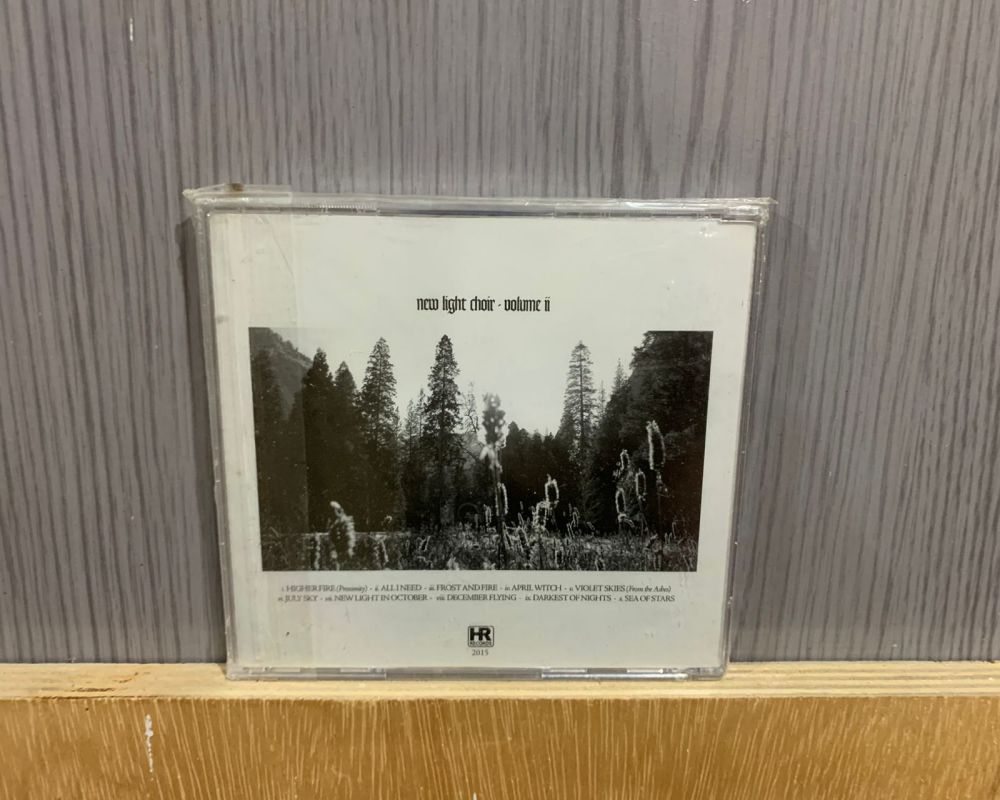 new light choir - volume ii
i. HIGHER FIRE (Proximity) - ii. ALL I NEED - iii. FROST AND FIRE - iv. APRIL WITCH - v. VIOLET SKIES (From the Ashes)
vi. JULY SKY - vii. NEW LIGHT IN OCTOBER - viii. DECEMBER FLYING - ix. DARKEST OF NIGHTS - x. SEA OF STARS
HR
RECORDS
2015